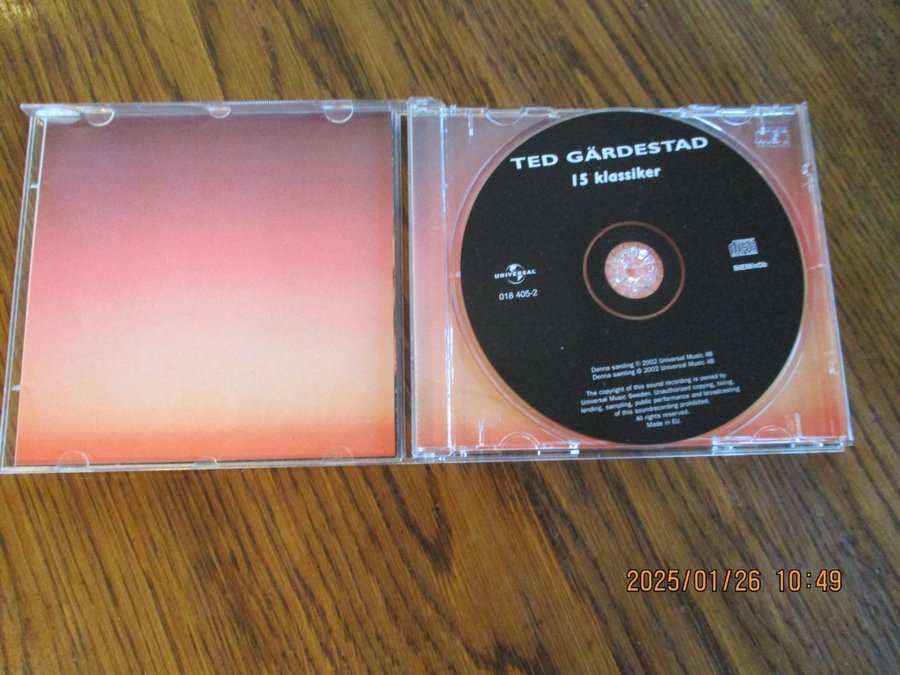 TED GÄRDESTAD
15 klassiker
UNIVERSAL
018 405-2
BIEM/nCb
Denna samling ℗ 2002 Universal Music AB
Denna samling © 2002 Universal Music AB
The copyright of this sound recording is owned by
Universal Music Sweden. Unauthorized copying, hiring,
lending, sampling, public performance and broadcasting
of this soundrecording prohibited.
All rights reserved.
Made in EU.
2025/01/26 10:49